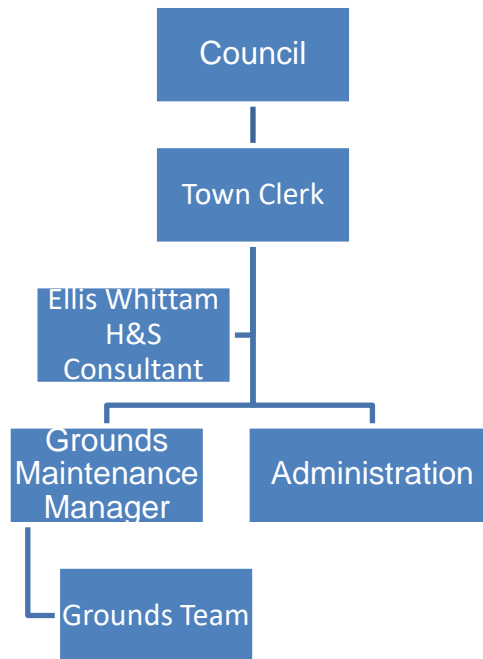 Council
Town Clerk
Ellis Whittam
H&S
Consultant
Grounds
Maintenance
Manager
Administration
Grounds Team